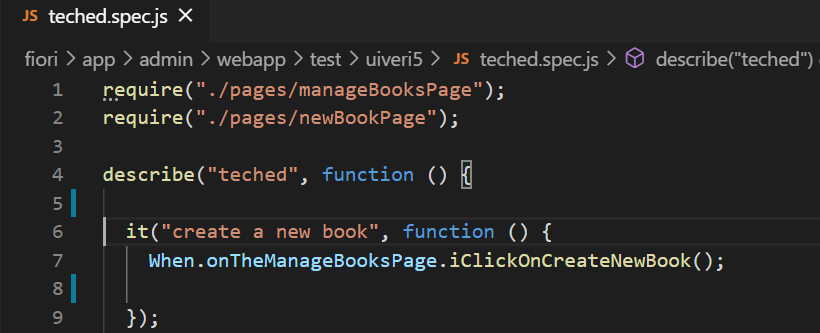 JS teched.spec.js ×
fiori > app > admin > webapp > test > uiveri5 > JS teched.spec.js > describe("teched")
1 require("./pages/manageBooksPage");
2 require("./pages/newBookPage");
3
4 describe("teched", function () {
5
6 it("create a new book", function () {
7 When.onTheManageBooksPage.iClickOnCreateNewBook();
8
9 });